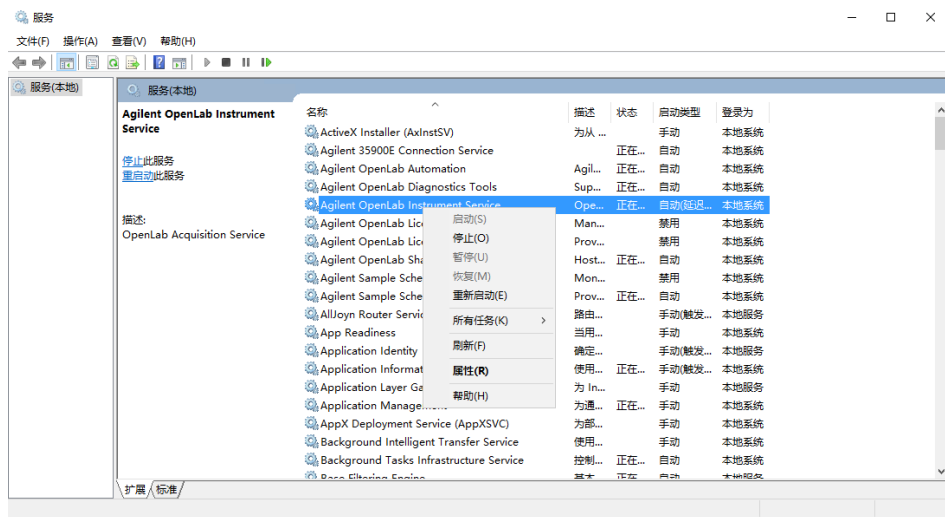 服务
文件(F) 操作(A) 查看(V) 帮助(H)
服务(本地)
服务(本地)
Agilent OpenLab Instrument
Service
停止此服务
重启动此服务
描述:
OpenLab Acquisition Service
名称 描述 状态 启动类型 登录为
ActiveX Installer (AxInstSV) 为从 ... 手动 本地系统
Agilent 35900E Connection Service 正在... 自动 本地系统
Agilent OpenLab Automation Agil... 正在... 自动 本地系统
Agilent OpenLab Diagnostics Tools Sup... 正在... 自动 本地系统
Agilent OpenLab Instrument Service Ope... 正在... 自动(延迟... 本地系统
Agilent OpenLab Lic Man... 禁用 本地系统
Agilent OpenLab Lic Prov... 禁用 本地系统
Agilent OpenLab Sha Host... 正在... 自动 本地系统
Agilent Sample Sche Mon... 禁用 本地系统
Agilent Sample Sche Prov... 正在... 自动 本地系统
AllJoyn Router Servic 路由... 手动(触发... 本地服务
App Readiness 当用... 手动 本地系统
Application Identity 确定... 手动(触发... 本地服务
Application Informat 使用... 正在... 手动(触发... 本地系统
Application Layer Ga 为 In... 手动 本地服务
Application Manage 为通... 正在... 手动 本地系统
AppX Deployment Service (AppXSVC) 为部... 手动 本地系统
Background Intelligent Transfer Service 使用... 手动 本地系统
Background Tasks Infrastructure Service 控制... 正在... 自动 本地系统
Base Filtering Engine 基本... 正在... 自动 本地服务
启动(S)
停止(O)
暂停(U)
恢复(M)
重新启动(E)
所有任务(K)
刷新(F)
属性(R)
帮助(H)
扩展 标准